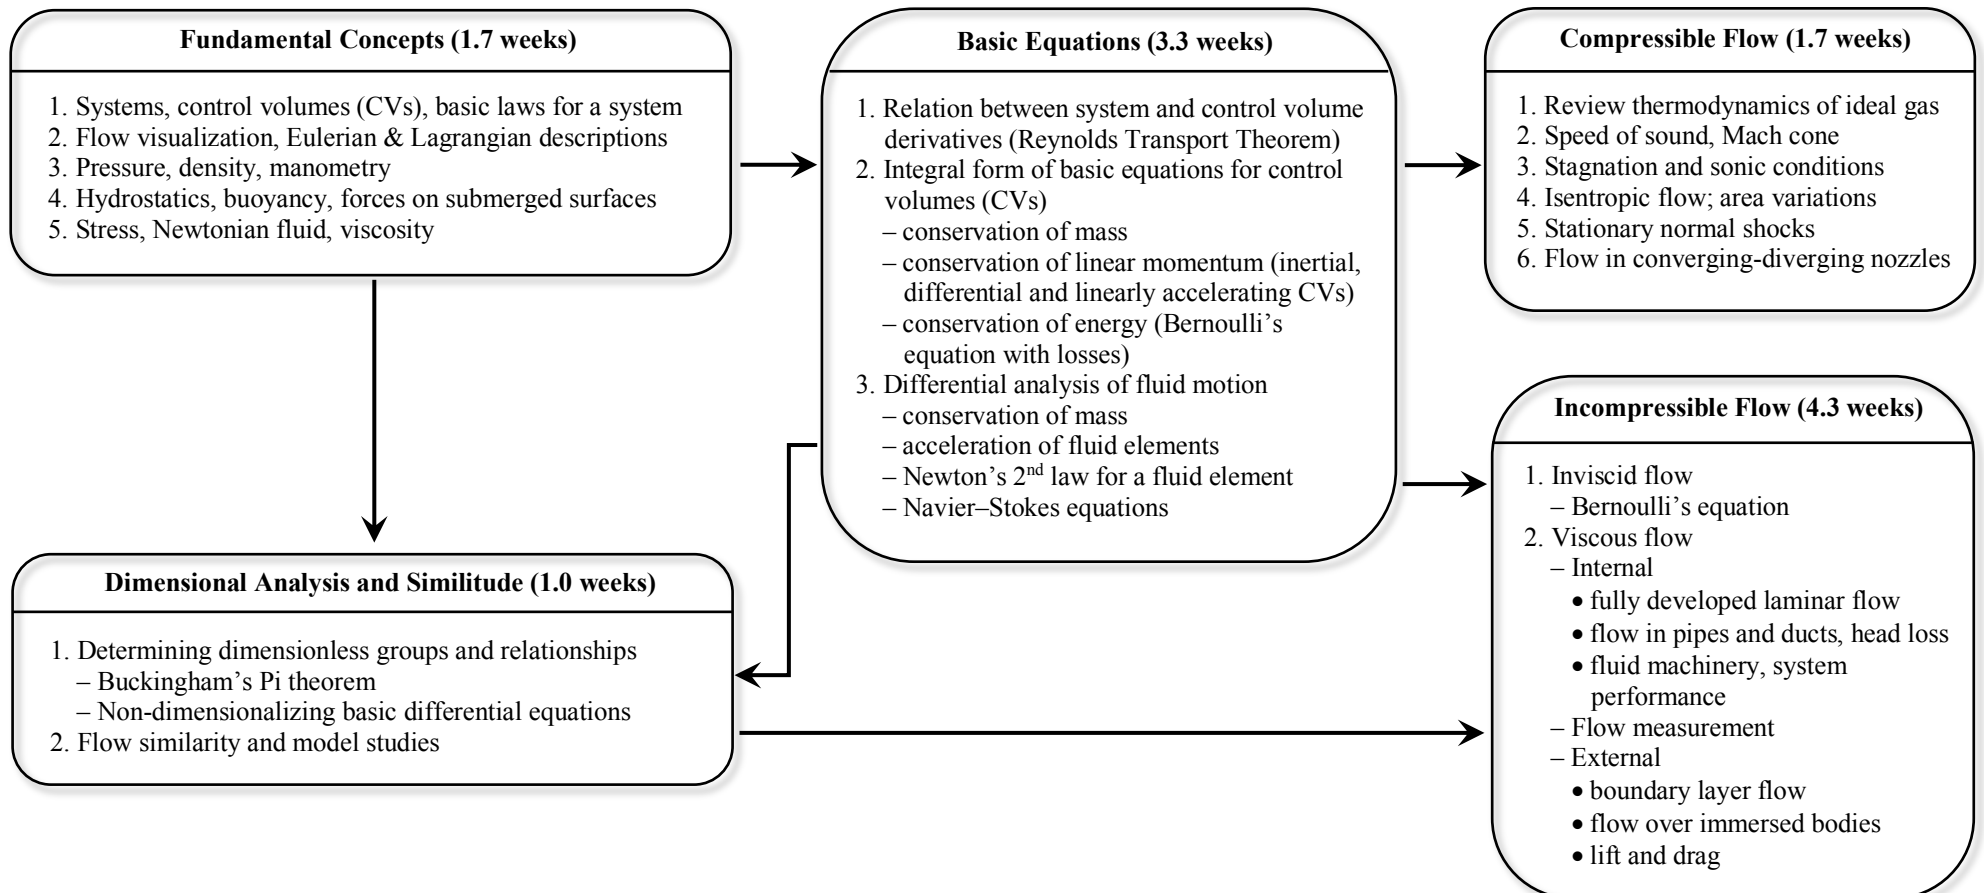 Fundamental Concepts (1.7 weeks)
1. Systems, control volumes (CVs), basic laws for a system
2. Flow visualization, Eulerian & Lagrangian descriptions
3. Pressure, density, manometry
4. Hydrostatics, buoyancy, forces on submerged surfaces
5. Stress, Newtonian fluid, viscosity
Basic Equations (3.3 weeks)
1. Relation between system and control volume
derivatives (Reynolds Transport Theorem)
2. Integral form of basic equations for control
volumes (CVs)
– conservation of mass
– conservation of linear momentum (inertial,
differential and linearly accelerating CVs)
– conservation of energy (Bernoulli’s
equation with losses)
3. Differential analysis of fluid motion
– conservation of mass
– acceleration of fluid elements
– Newton’s 2nd law for a fluid element
– Navier–Stokes equations
Compressible Flow (1.7 weeks)
1. Review thermodynamics of ideal gas
2. Speed of sound, Mach cone
3. Stagnation and sonic conditions
4. Isentropic flow; area variations
5. Stationary normal shocks
6. Flow in converging-diverging nozzles
Dimensional Analysis and Similitude (1.0 weeks)
1. Determining dimensionless groups and relationships
– Buckingham’s Pi theorem
– Non-dimensionalizing basic differential equations
2. Flow similarity and model studies
Incompressible Flow (4.3 weeks)
1. Inviscid flow
– Bernoulli’s equation
2. Viscous flow
– Internal
• fully developed laminar flow
• flow in pipes and ducts, head loss
• fluid machinery, system
performance
– Flow measurement
– External
• boundary layer flow
• flow over immersed bodies
• lift and drag